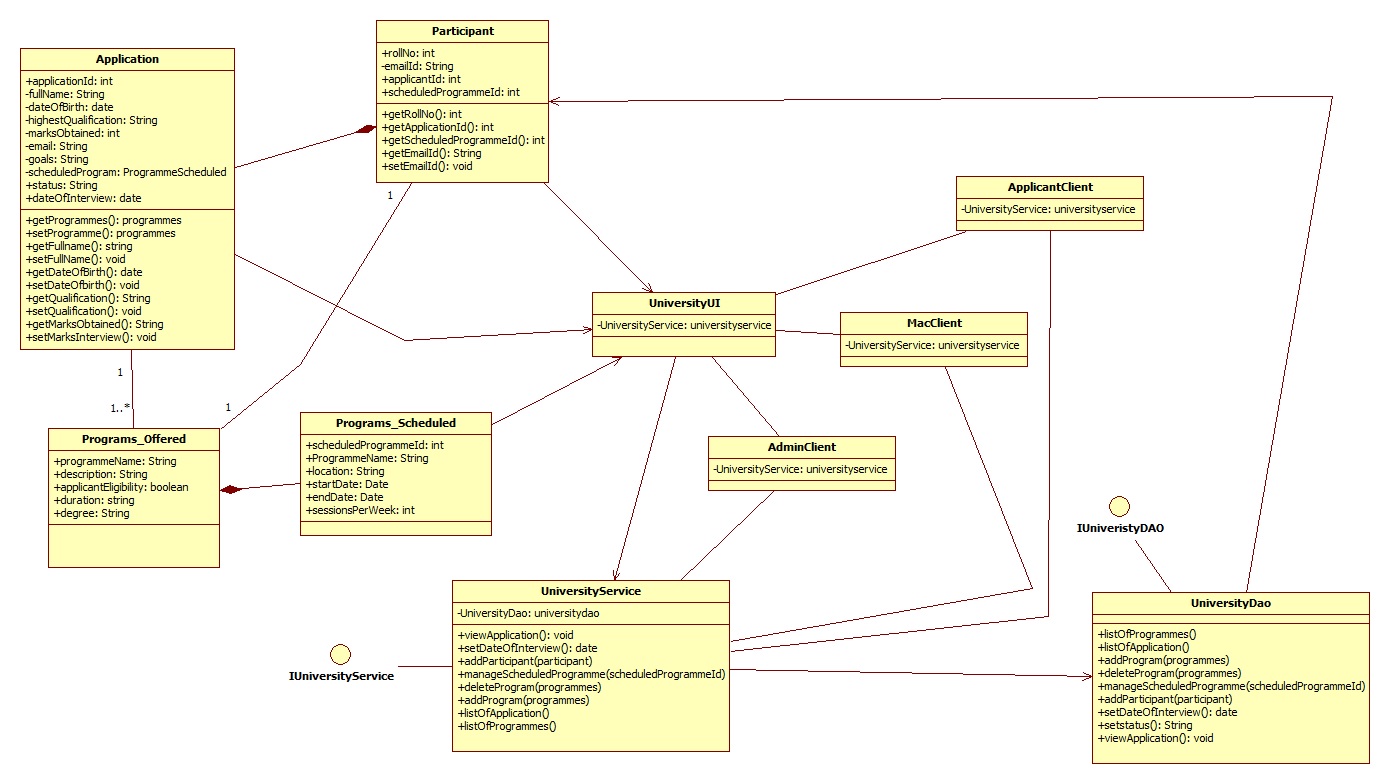 Participant
+rollNo: int
-emailId: String
+applicantId: int
+scheduledProgrammeId: int
+getRollNo(): int
+getApplicationId(): int
+getScheduledProgrammeId(): int
+getEmailId(): String
+setEmailId(): void
Application
+applicationId: int
-fullName: String
-dateOfBirth: date
-highestQualification: String
-marksObtained: int
-email: String
-goals: String
-scheduledProgram: ProgrammeScheduled
+status: String
+dateOfInterview: date
+getProgrammes(): programmes
+setProgramme(): programmes
+getFullname(): string
+setFullName(): void
+getDateOfBirth(): date
+setDateOfbirth(): void
+getQualification(): String
+setQualification(): void
+getMarksObtained(): String
+setMarksInterview(): void
1
ApplicantClient
-UniversityService: universityservice
UniversityUI
-UniversityService: universityservice
MacClient
-UniversityService: universityservice
1
1..*
1
Programs_Offered
+programmeName: String
+description: String
+applicantEligibility: boolean
+duration: string
+degree: String
Programs_Scheduled
+scheduledProgrammeId: int
+ProgrammeName: String
+location: String
+startDate: Date
+endDate: Date
+sessionsPerWeek: int
AdminClient
-UniversityService: universityservice
IUniveristyDAO
UniversityService
-UniversityDao: universitydao
+viewApplication(): void
+setDateOfInterview(): date
+addParticipant(participant)
+manageScheduledProgramme(scheduledProgrammeId)
+deleteProgram(programmes)
+addProgram(programmes)
+listOfApplication()
+listOfProgrammes()
IUniversityService
UniversityDao
+listOfProgrammes()
+listOfApplication()
+addProgram(programmes)
+deleteProgram(programmes)
+manageScheduledProgramme(scheduledProgrammeId)
+addParticipant(participant)
+setDateOfInterview(): date
+setstatus(): String
+viewApplication(): void